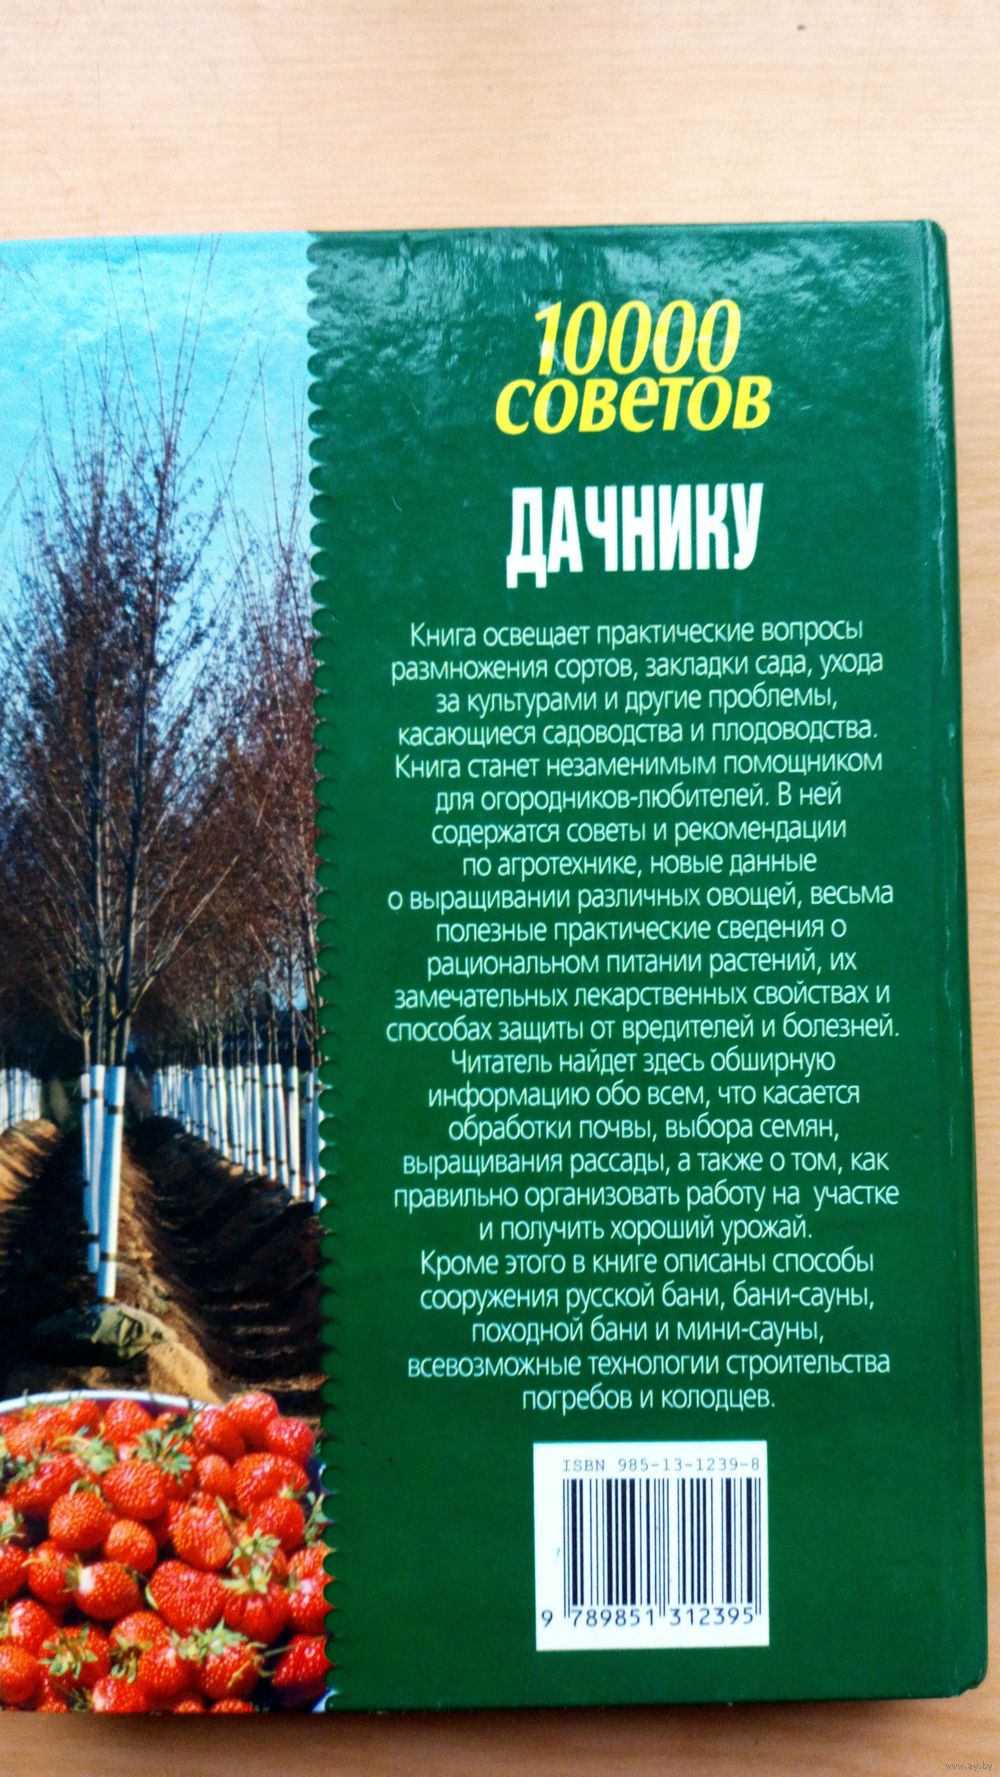 10000
советов
ДАЧНИКУ
Книга освещает практические вопросы
размножения сортов, закладки сада, ухода
за культурами и другие проблемы,
касающиеся садоводства и плодоводства.
Книга станет незаменимым помощником
для огородников-любителей. В ней
содержатся советы и рекомендации
по агротехнике, новые данные
о выращивании различных овощей, весьма
полезные практические сведения о
рациональном питании растений, их
замечательных лекарственных свойствах и
способах защиты от вредителей и болезней.
Читатель найдет здесь обширную
информацию обо всем, что касается
обработки почвы, выбора семян,
выращивания рассады, а также о том, как
правильно организовать работу на участке
и получить хороший урожай.
Кроме этого в книге описаны способы
сооружения русской бани, бани-сауны,
походной бани и мини-сауны,
всевозможные технологии строительства
погребов и колодцев.
ISBN 985-13-1239-8
9 789851 312395
www.ay.by